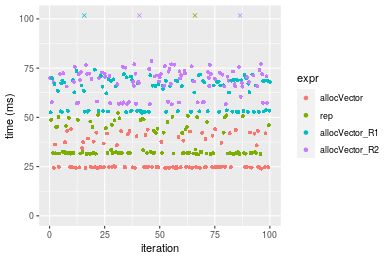 100
75
50
25
0
time (ms)
0
25
50
75
100
iteration
expr
allocVector
rep
allocVector_R1
allocVector_R2